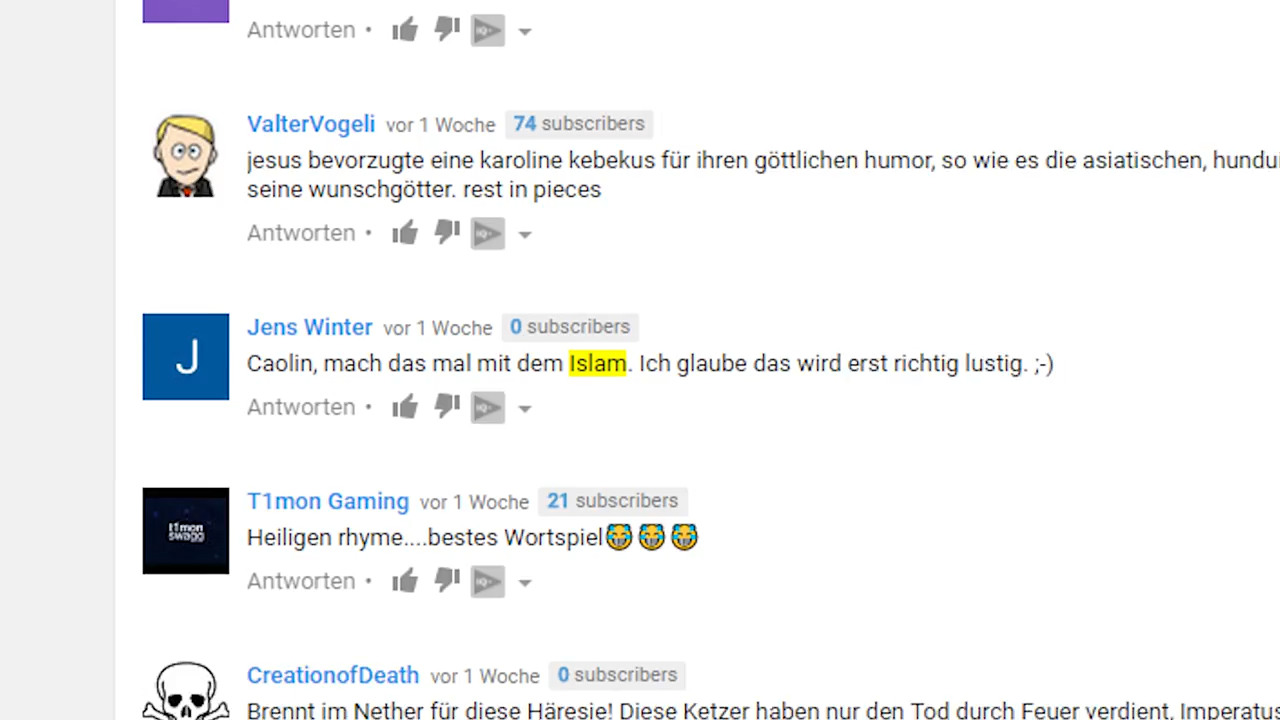 Antworten •
ValterVogeli vor 1 Woche 74 subscribers
jesus bevorzugte eine karoline kebekus für ihren göttlichen humor, so wie es die asiatischen,
seine wunschgötter. rest in pieces
Antworten •
J
Jens Winter vor 1 Woche 0 subscribers
Caolin, mach das mal mit dem Islam. Ich glaube das wird erst richtig lustig. ;-)
Antworten •
t1mon
swagg
T1mon Gaming vor 1 Woche 21 subscribers
Heiligen rhyme....bestes Wortspiel😂😂😂
Antworten •
CreationofDeath vor 1 Woche 0 subscribers
Brennt im Nether für diese Häresie! Diese Ketzer haben nur den Tod durch Feuer verdient,